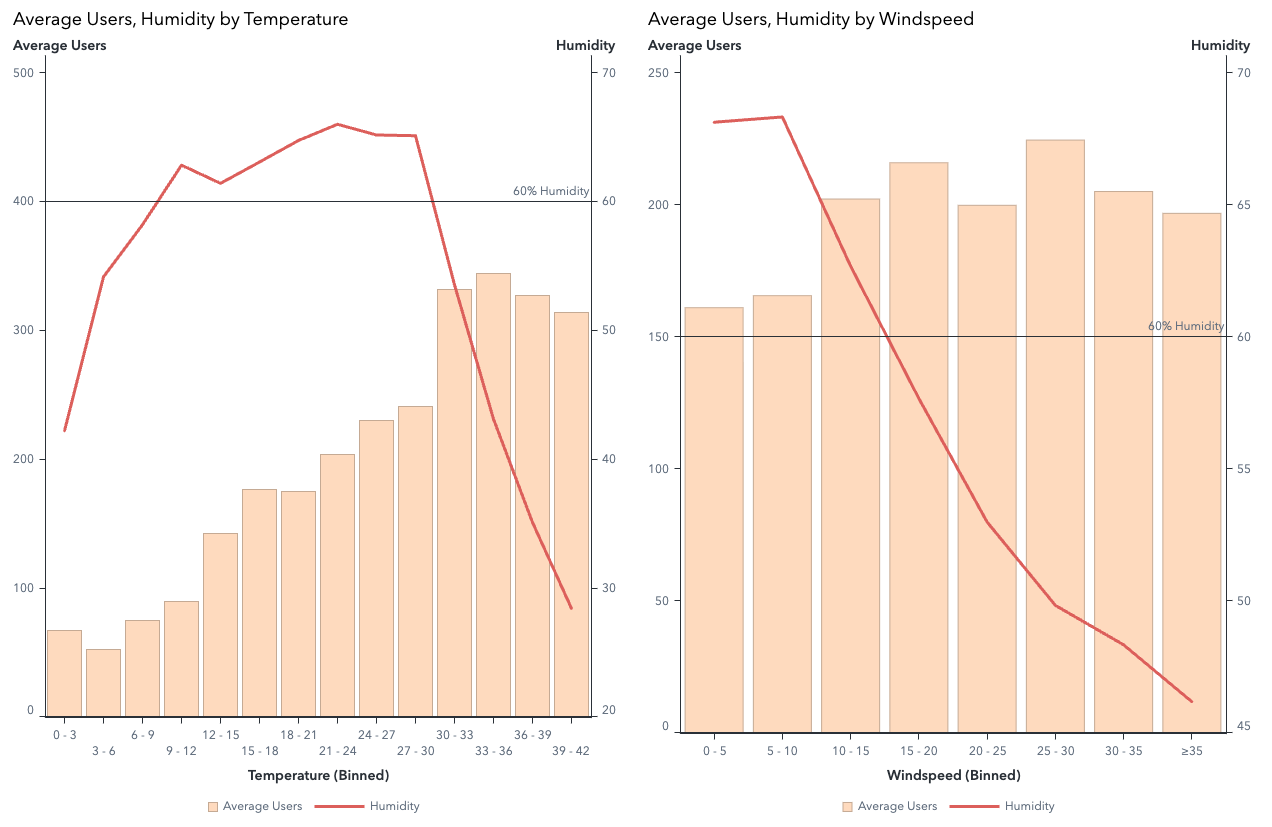 Average Users, Humidity by Temperature
Average Users Humidity
500 70
60% Humidity
400 60
300 50
200 40
100 30
0 20
0 - 3 6 - 9 12 - 15 18 - 21 24 - 27 30 - 33 36 - 39
3 - 6 9 - 12 15 - 18 21 - 24 27 - 30 33 - 36 39 - 42
Temperature (Binned)
Average Users Humidity
Average Users, Humidity by Windspeed
Average Users Humidity
250 70
200 65
60% Humidity
150 60
100 55
50 50
0 45
0 - 5 5 - 10 10 - 15 15 - 20 20 - 25 25 - 30 30 - 35 ≥35
Windspeed (Binned)
Average Users Humidity